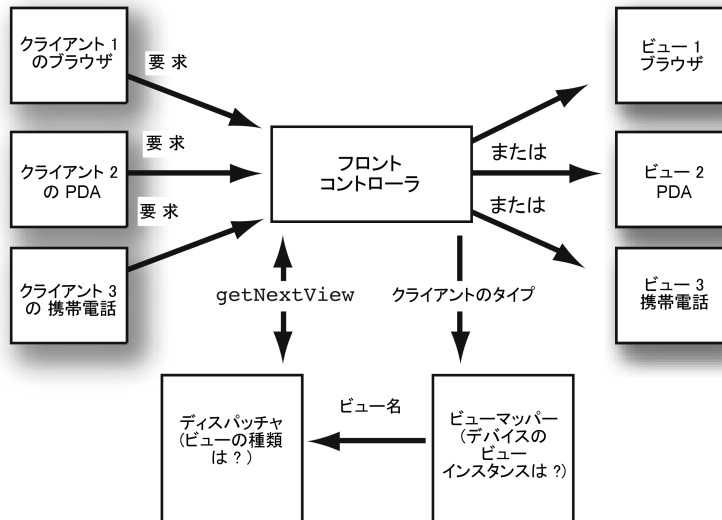 クライアント 1
のブラウザ
要 求
ビュー 1
ブラウザ
クライアント 2
の PDA
要 求
フロント
コントローラ
または
ビュー 2
PDA
要 求
または
クライアント 3
の 携帯電話
ビュー 3
携帯電話
getNextView
クライアントのタイプ
ディスパッチャ
(ビューの種類
は ? )
ビュー名
ビューマッパー
(デバイスの
ビュー
インスタンスは ?)